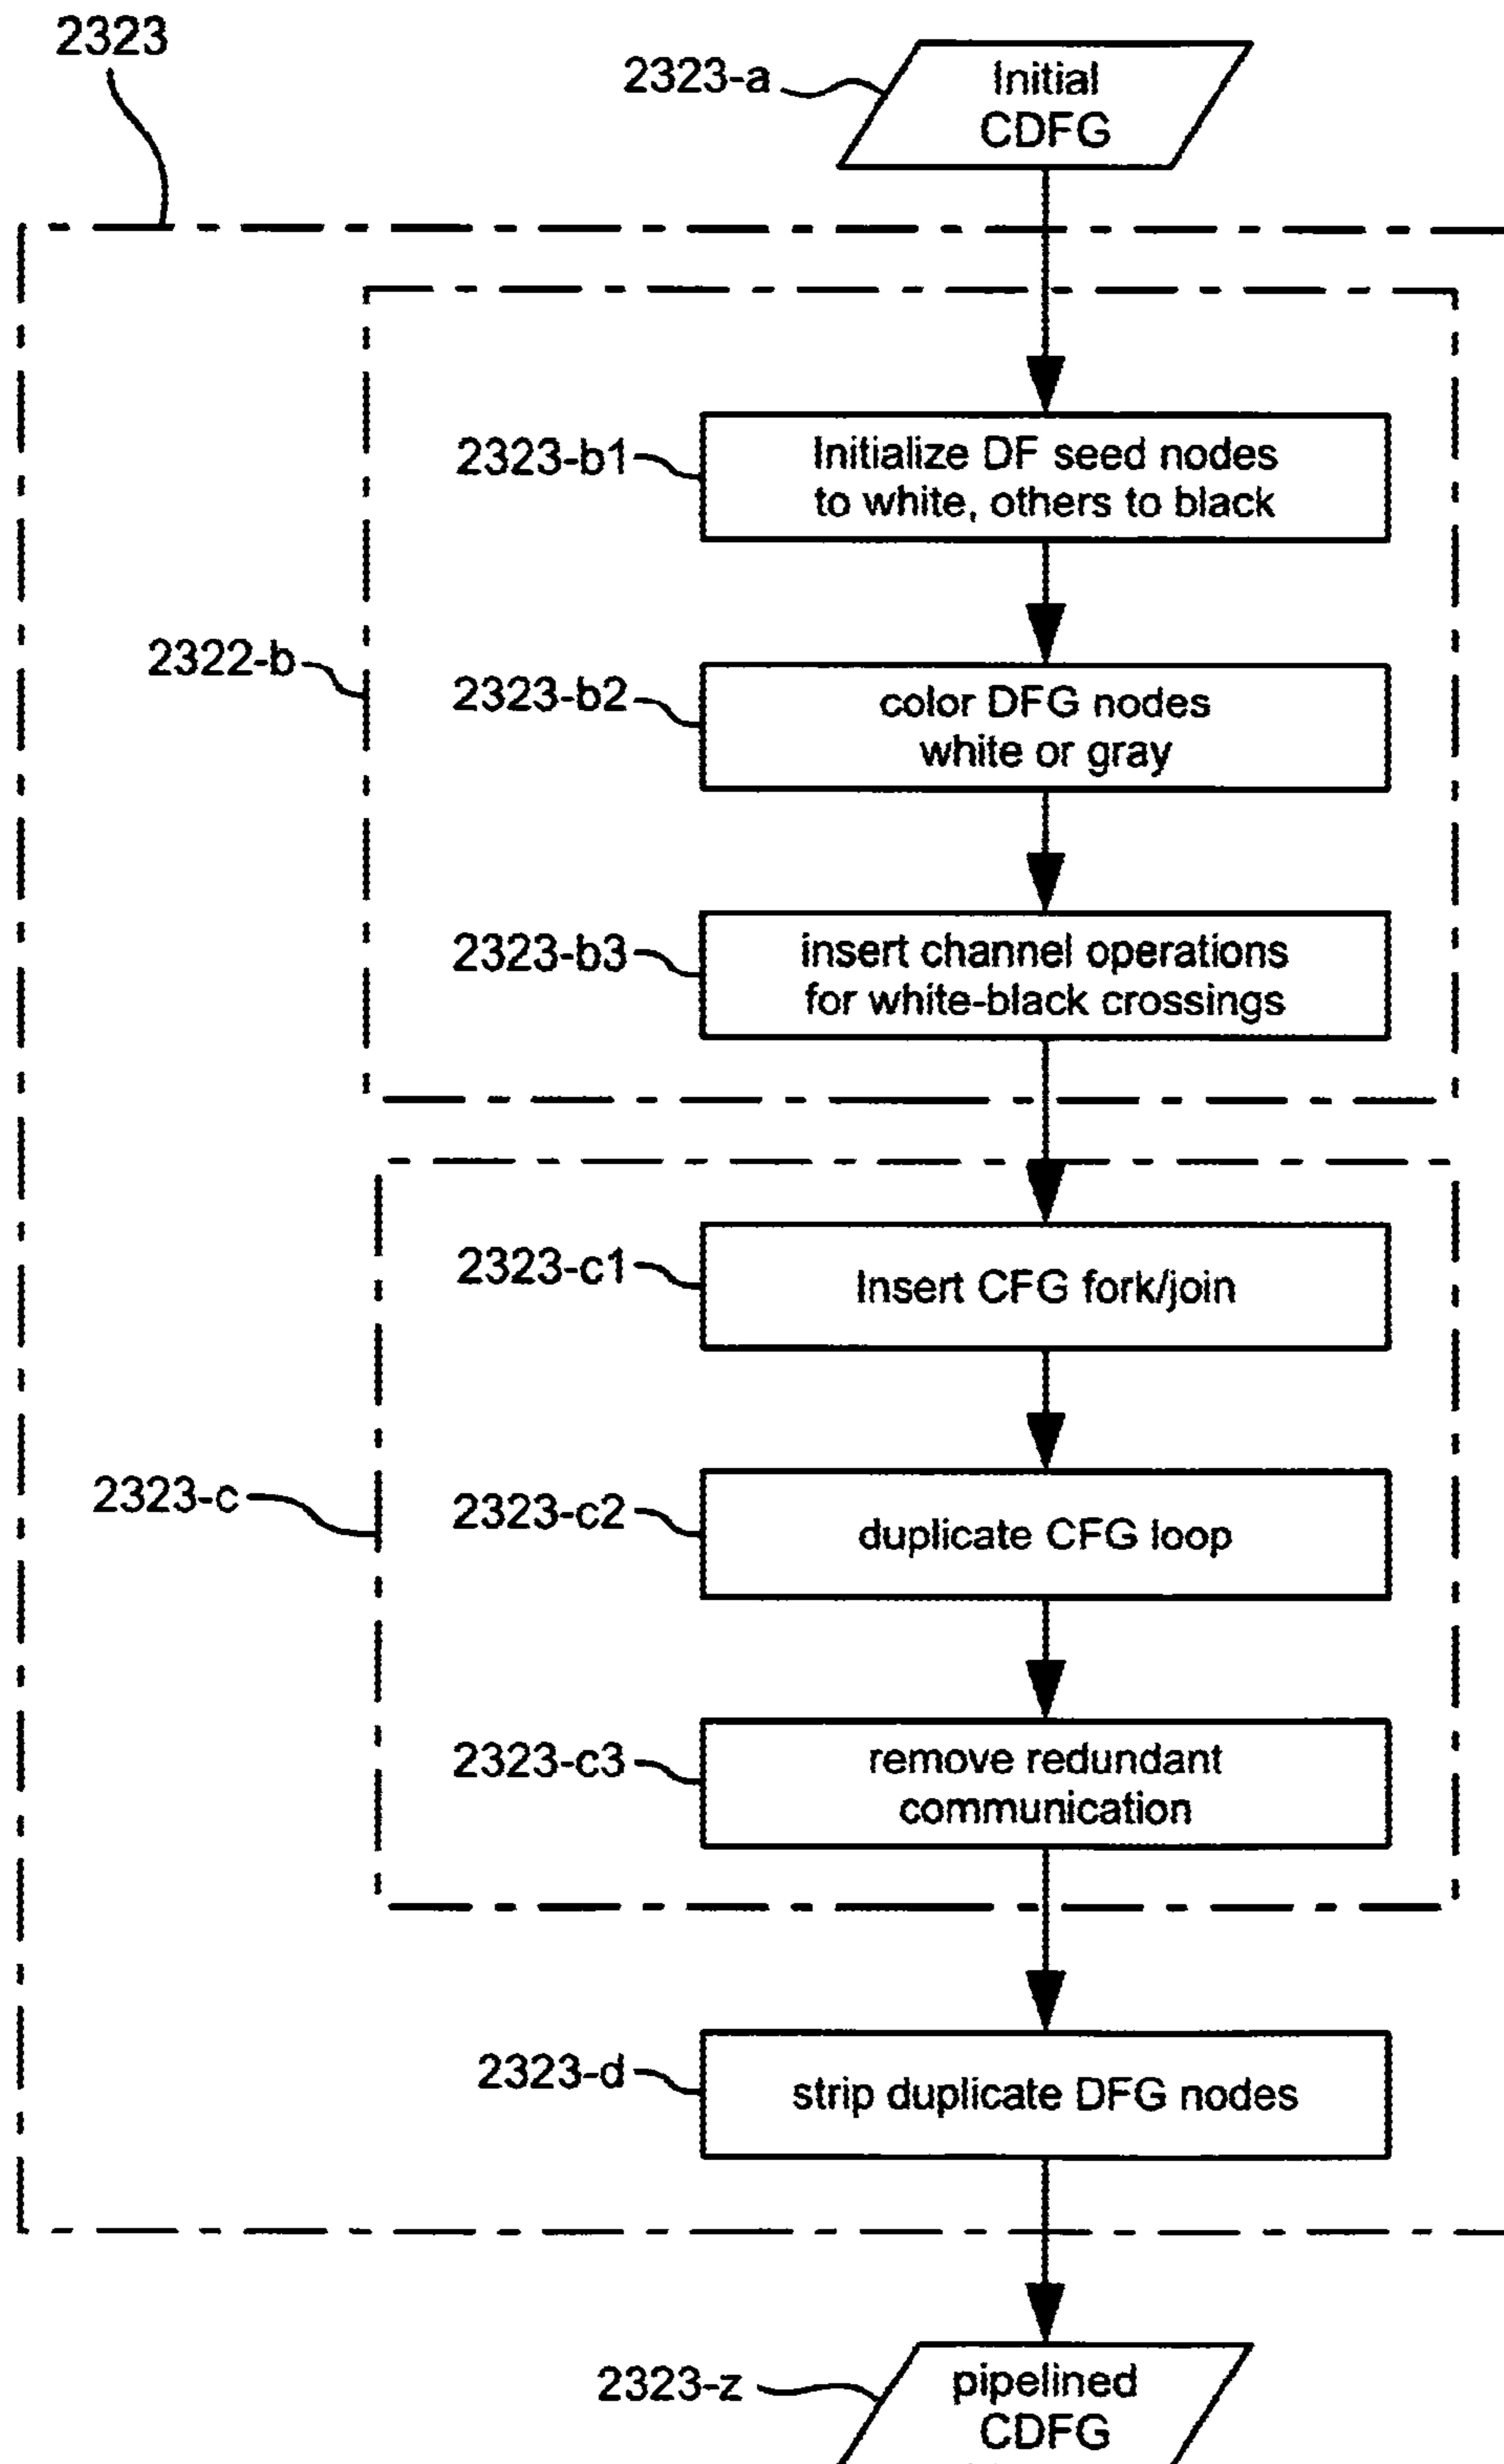 2323
2323-a
Initial
CDFG
2323-b1
Initialize DF seed nodes
to white, others to black
2322-b
2323-b2
color DFG nodes
white or gray
2323-b3
insert channel operations
for white-black crossings
2323-c1
Insert CFG fork/join
2323-c
2323-c2
duplicate CFG loop
2323-c3
remove redundant
communication
2323-d
strip duplicate DFG nodes
2323-z
pipelined
CDFG